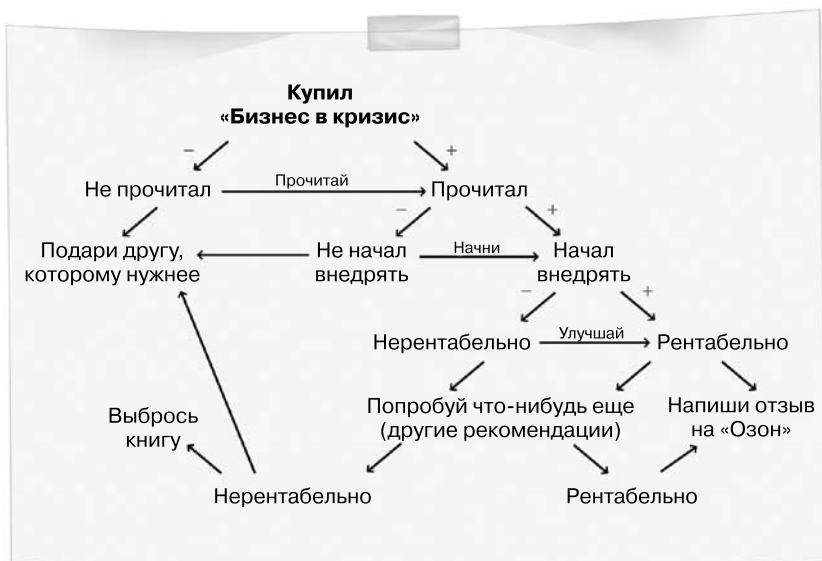 Купил
«Бизнес в кризис»
− +
Не прочитал
Прочитай
Прочитал
− +
Подари другу,
которому нужнее
Не начал
внедрять
Начни
Начал
внедрять
− +
Нерентабельно
Улучшай
Рентабельно
Выбрось
книгу
Попробуй что-нибудь еще
(другие рекомендации)
Напиши отзыв
на «Озон»
Нерентабельно
Рентабельно